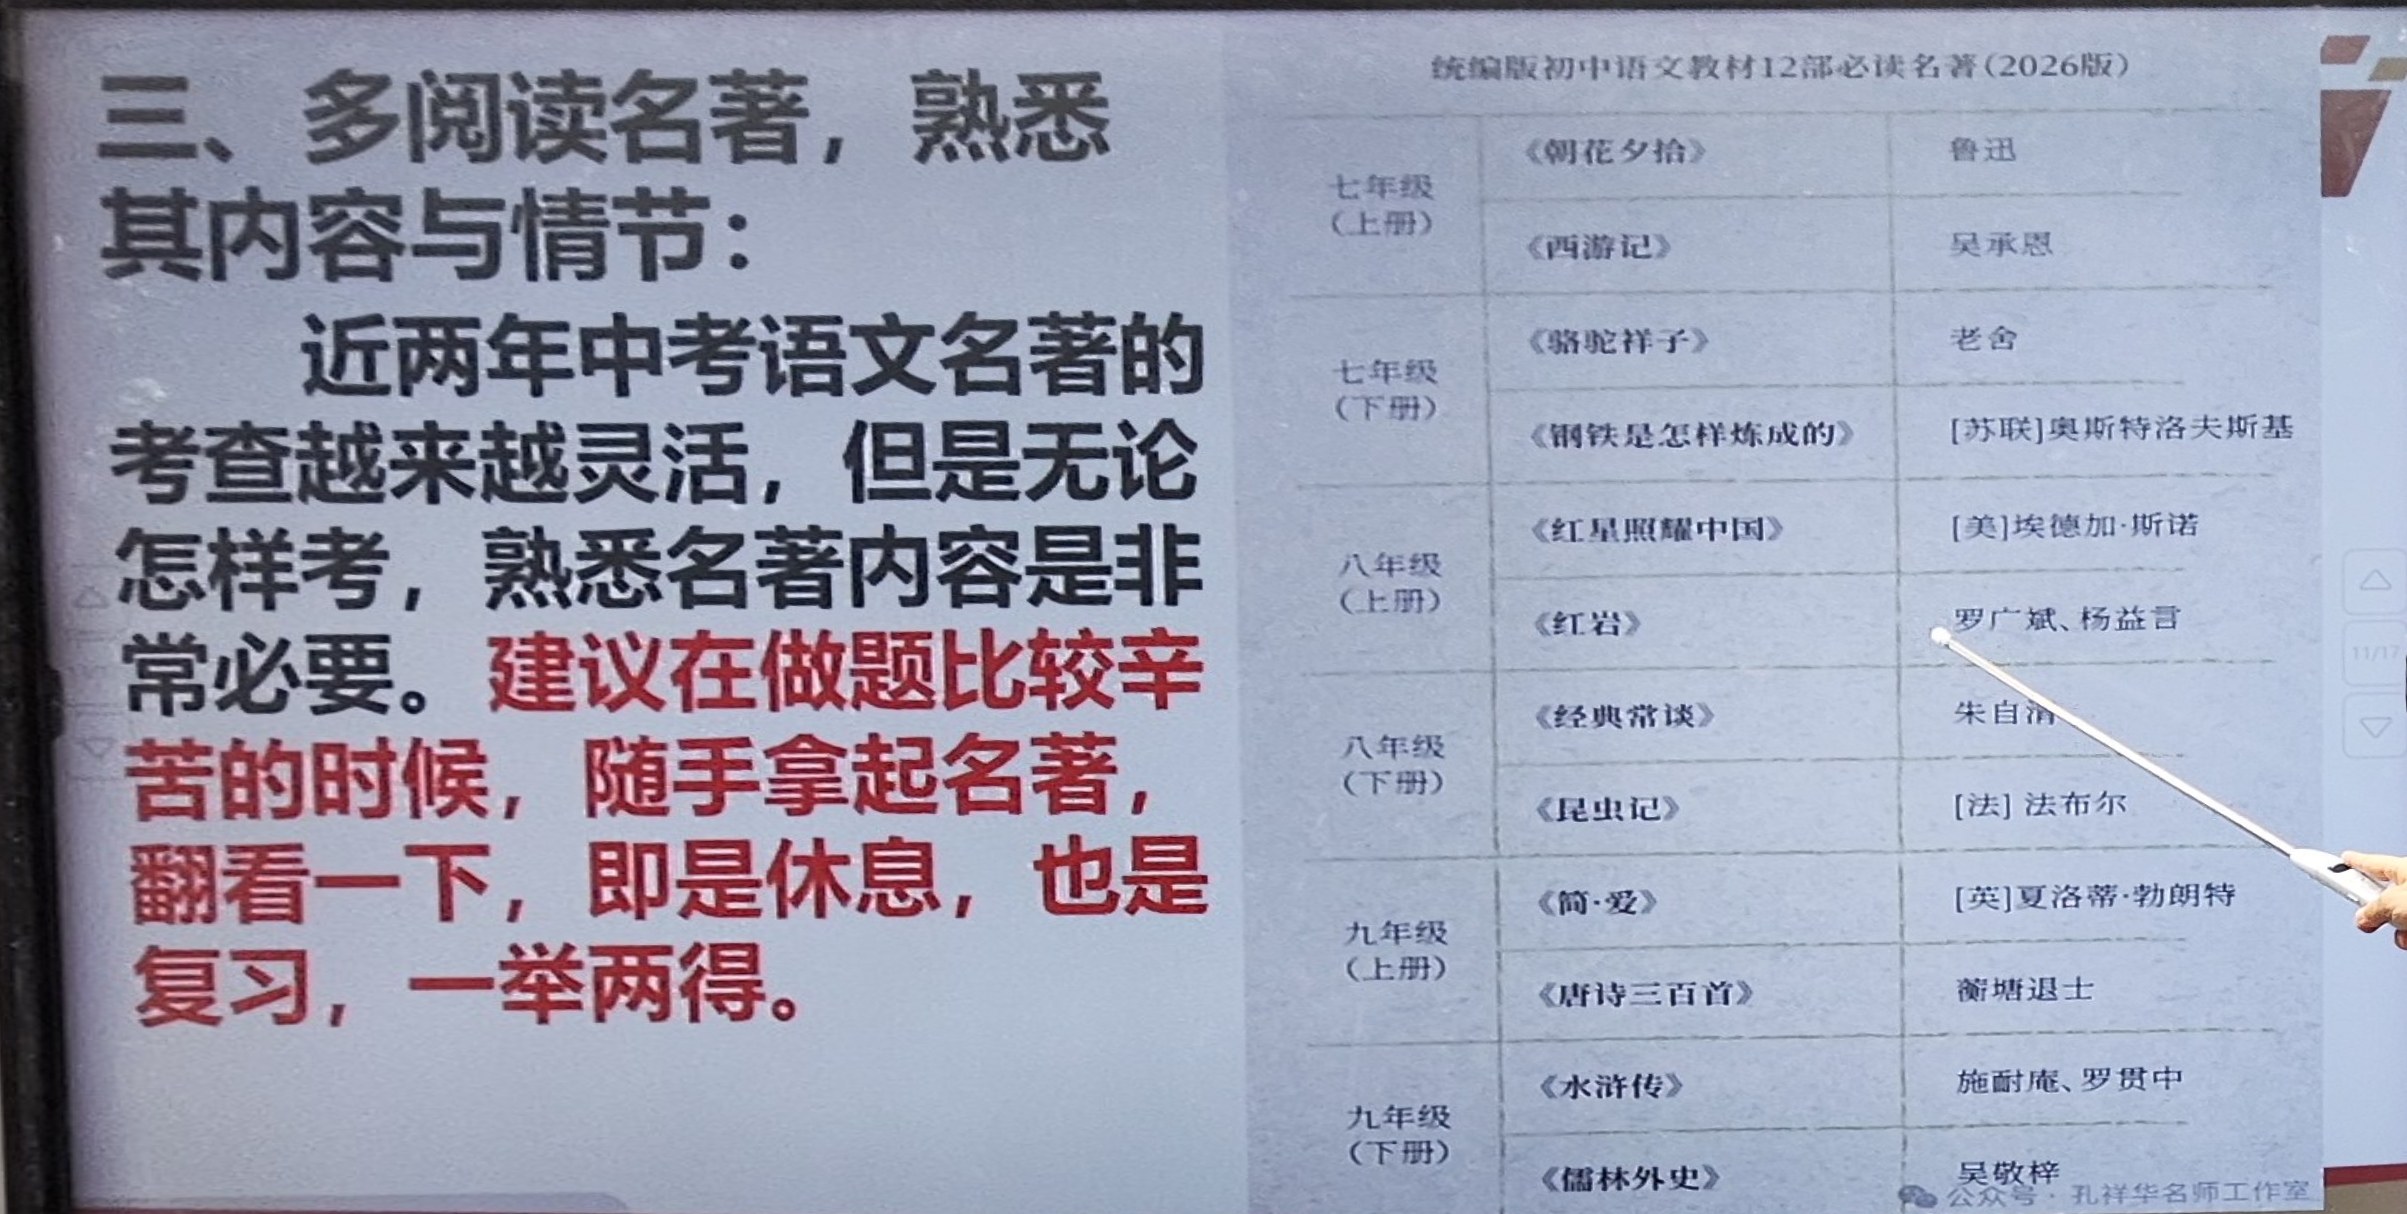 三、多阅读名著，熟悉
其内容与情节：
近两年中考语文名著的
考查越来越灵活，但是无论
怎样考，熟悉名著内容是非
常必要。建议在做题比较辛
苦的时候，随手拿起名著，
翻看一下，即是休息，也是
复习，一举两得。
统编版初中语文教材12部必读名著(2026版)
七年级
（上册）
《朝花夕拾》 鲁迅
《西游记》 吴承恩
七年级
（下册）
《骆驼祥子》 老舍
《钢铁是怎样炼成的》 [苏联]奥斯特洛夫斯基
八年级
（上册）
《红星照耀中国》 [美]埃德加·斯诺
《红岩》 罗广斌、杨益言
八年级
（下册）
《经典常谈》 朱自清
《昆虫记》 [法] 法布尔
九年级
（上册）
《简·爱》 [英]夏洛蒂·勃朗特
《唐诗三百首》 蘅塘退士
九年级
（下册）
《水浒传》 施耐庵、罗贯中
《儒林外史》 吴敬梓
公众号 · 孔祥华名师工作室
11/17